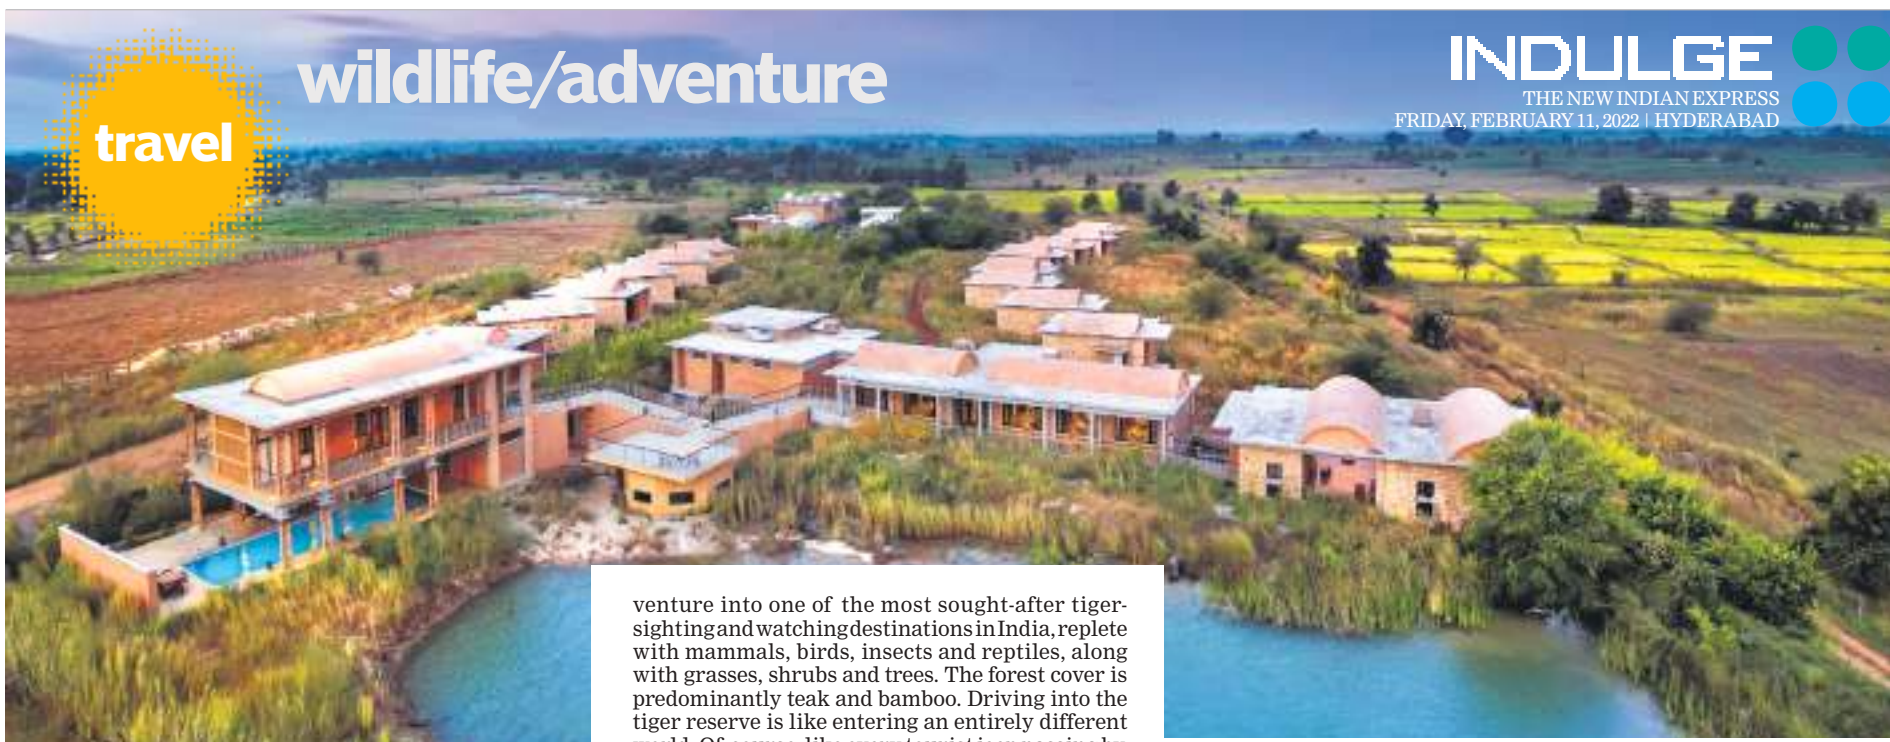 travel
wildlife/adventure
INDULGE
THE NEW INDIAN EXPRESS
FRIDAY, FEBRUARY 11, 2022 | HYDERABAD
venture into one of the most sought-after tiger-
sighting and watching destinations in India, replete
with mammals, birds, insects and reptiles, along
with grasses, shrubs and trees. The forest cover is
predominantly teak and bamboo. Driving into the
tiger reserve is like entering an entirely different